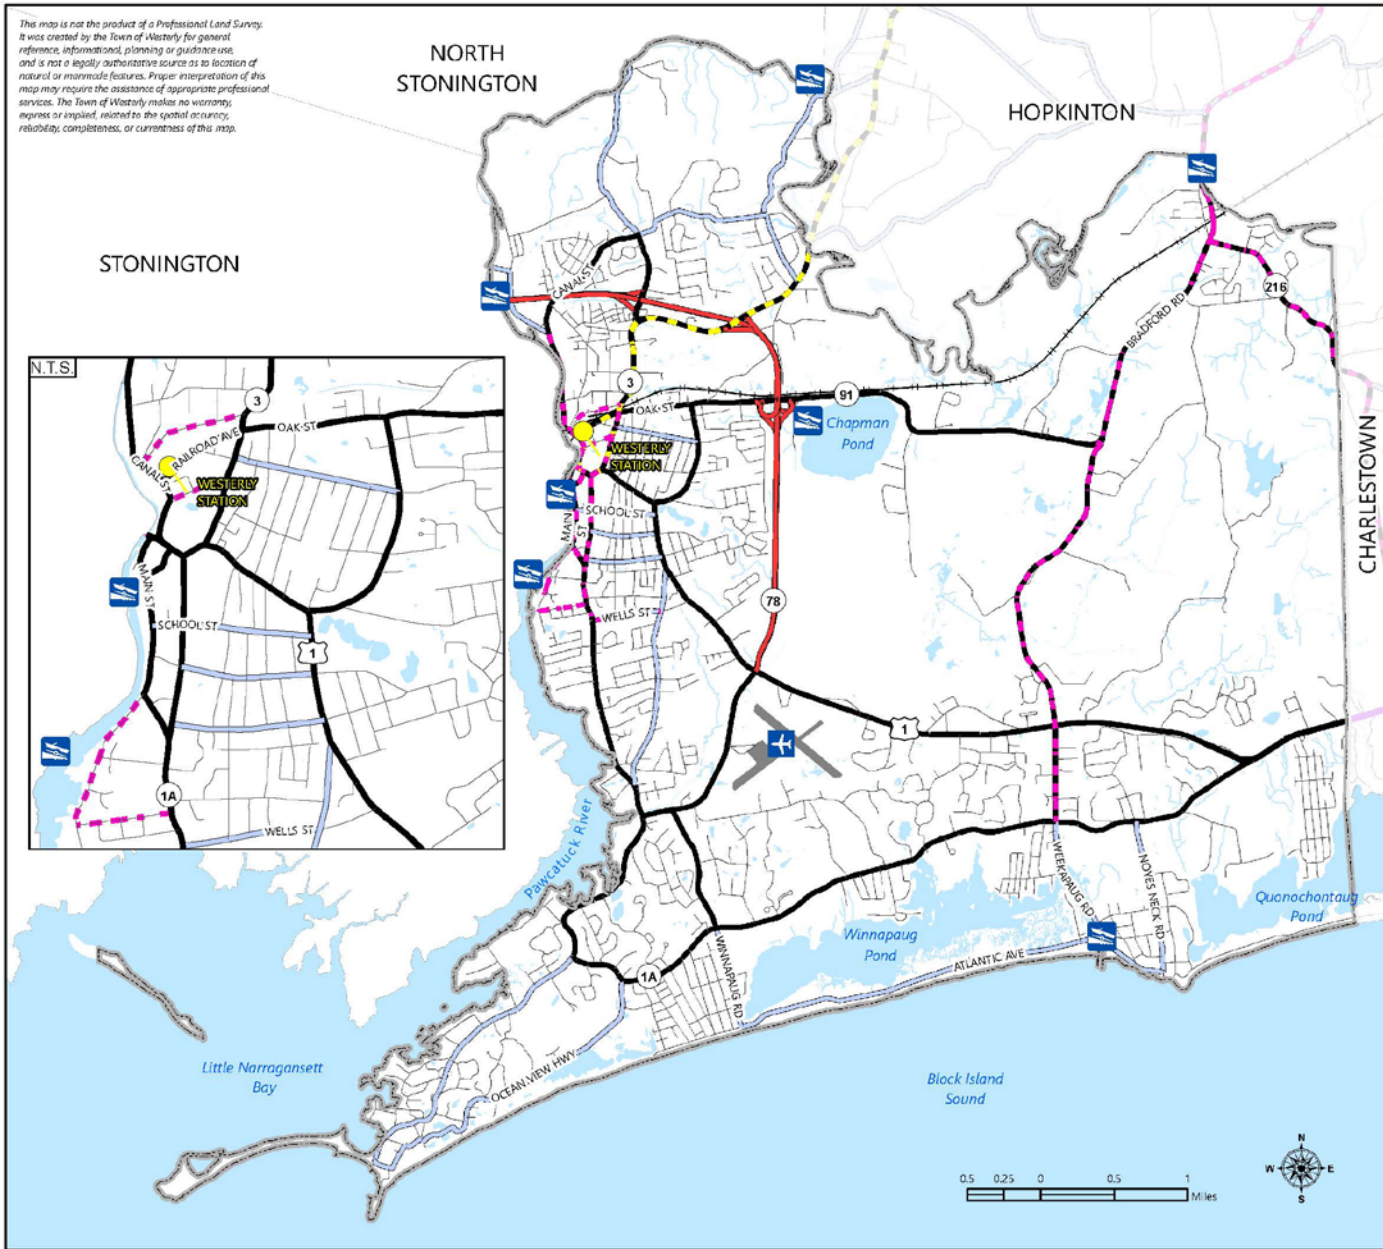 This map is not the product of a Professional Land Survey.
It was created by the Town of Westerly for general
reference, informational, planning or guidance use,
and is not a legally authoritative source as to location of
natural or manmade features. Proper interpretation of this
map may require the assistance of appropriate professional
services. The Town of Westerly makes no warranty,
express or implied, related to the spatial accuracy,
reliability, completeness, or currentness of this map.
NORTH
STONINGTON
HOPKINTON
STONINGTON
CANAL ST
216
BRADFORD RD
N.T.S.
3
91
OAK ST
Chapman
Pond
WESTERLY
STATION
CHARLESTOWN
3
OAK ST
RAILROAD AVE
CANAL ST
WESTERLY
STATION
SCHOOL ST
MAIN ST
MAIN ST
SCHOOL ST
78
WELLS ST
1
1
1A
WELLS ST
Pawcatuck River
WEEKAPAUG RD
NOYES NECK RD
Quonochontaug
Pond
Winnapaug
Pond
WINNAPAUG RD
ATLANTIC AVE
1A
OCEAN VIEW HWY
Little Narragansett
Bay
Block Island
Sound
N
W E
S
0.5 0.25 0 0.5 1
Miles